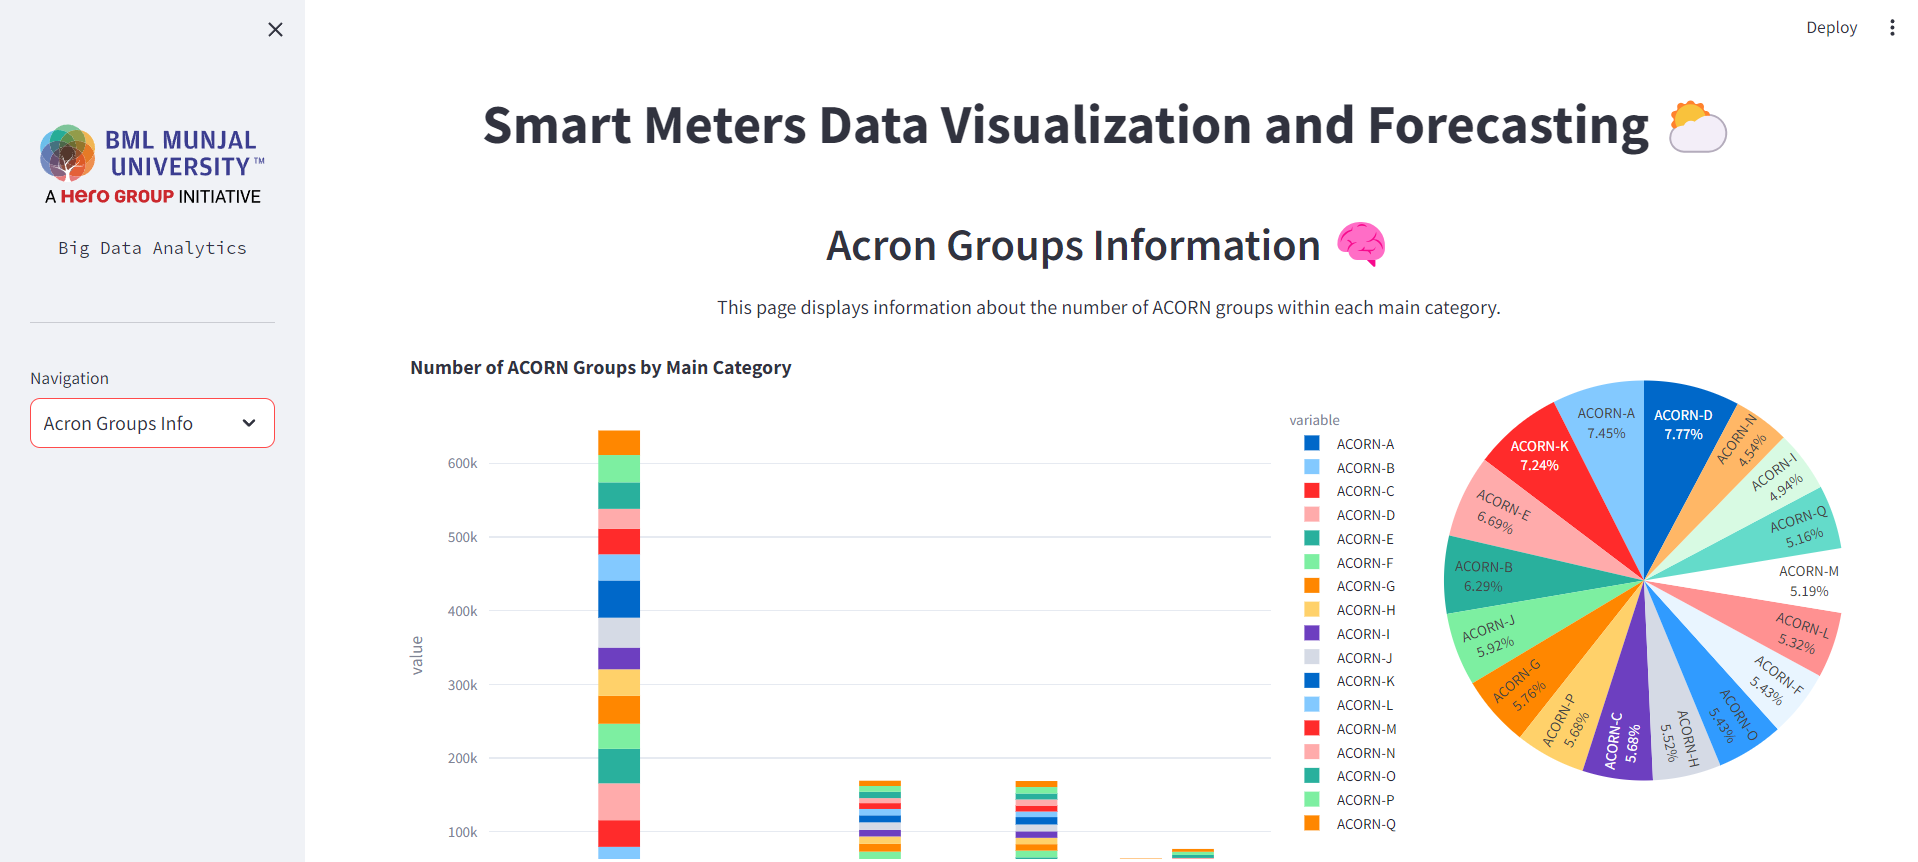 Deploy
BML MUNJAL
UNIVERSITY™
A Hero GROUP INITIATIVE
Big Data Analytics
Navigation
Acron Groups Info
Smart Meters Data Visualization and Forecasting
Acron Groups Information
This page displays information about the number of ACORN groups within each main category.
Number of ACORN Groups by Main Category
value
600k
500k
400k
300k
200k
100k
variable
ACORN-A
ACORN-B
ACORN-C
ACORN-D
ACORN-E
ACORN-F
ACORN-G
ACORN-H
ACORN-I
ACORN-J
ACORN-K
ACORN-L
ACORN-M
ACORN-N
ACORN-O
ACORN-P
ACORN-Q
ACORN-D
7.77%
ACORN-N
4.54%
ACORN-I
4.94%
ACORN-Q
5.16%
ACORN-M
5.19%
ACORN-L
5.32%
ACORN-F
5.43%
ACORN-O
5.43%
ACORN-H
5.52%
ACORN-C
5.68%
ACORN-P
5.68%
ACORN-G
5.76%
ACORN-J
5.92%
ACORN-B
6.29%
ACORN-E
6.69%
ACORN-K
7.24%
ACORN-A
7.45%